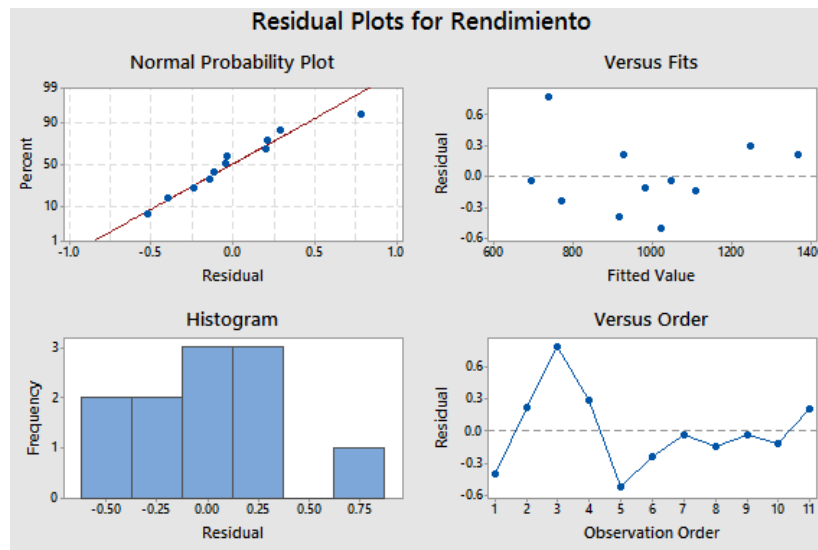 Residual Plots for Rendimiento
Normal Probability Plot
99
90
50
10
1
Percent
-1.0 -0.5 0.0 0.5 1.0
Residual
Versus Fits
0.6
0.3
0.0
-0.3
-0.6
Residual
600 800 1000 1200 1400
Fitted Value
Histogram
3
2
1
0
Frequency
-0.50 -0.25 0.00 0.25 0.50 0.75
Residual
Versus Order
0.6
0.3
0.0
-0.3
-0.6
Residual
1 2 3 4 5 6 7 8 9 10 11
Observation Order